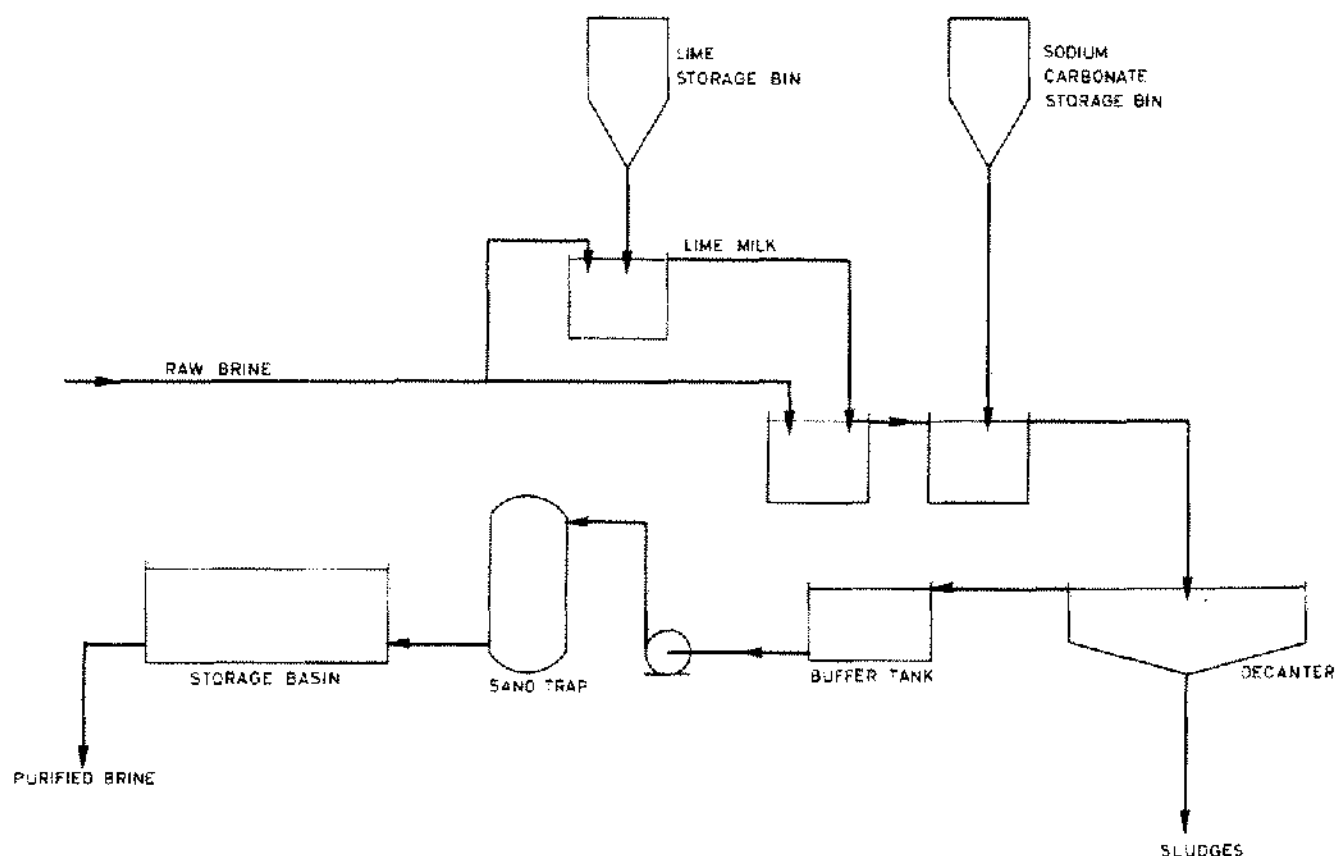 LIME
STORAGE BIN
SODIUM
CARBONATE
STORAGE BIN
LIME MILK
RAW BRINE
STORAGE BASIN
SAND TRAP
BUFFER TANK
DECANTER
PURIFIED BRINE
SLUDGES